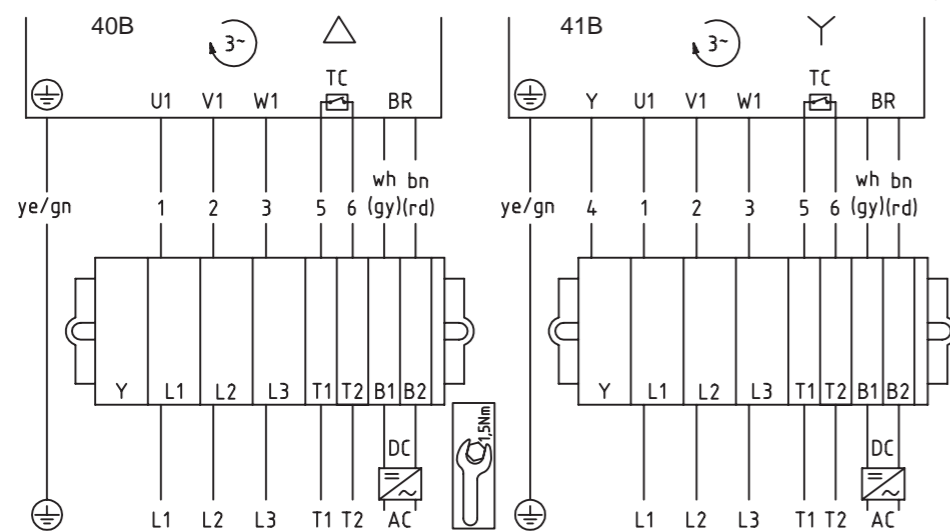 40B 3~
TC
U1 V1 W1 BR
wh bn
ye/gn 1 2 3 5 6 (gy)(rd)
Y L1 L2 L3 T1 T2 B1 B2
DC
L1 L2 L3 T1 T2 AC
1,5Nm
41B 3~
TC
Y U1 V1 W1 BR
wh bn
ye/gn 4 1 2 3 5 6 (gy)(rd)
Y L1 L2 L3 T1 T2 B1 B2
DC
L1 L2 L3 T1 T2 AC